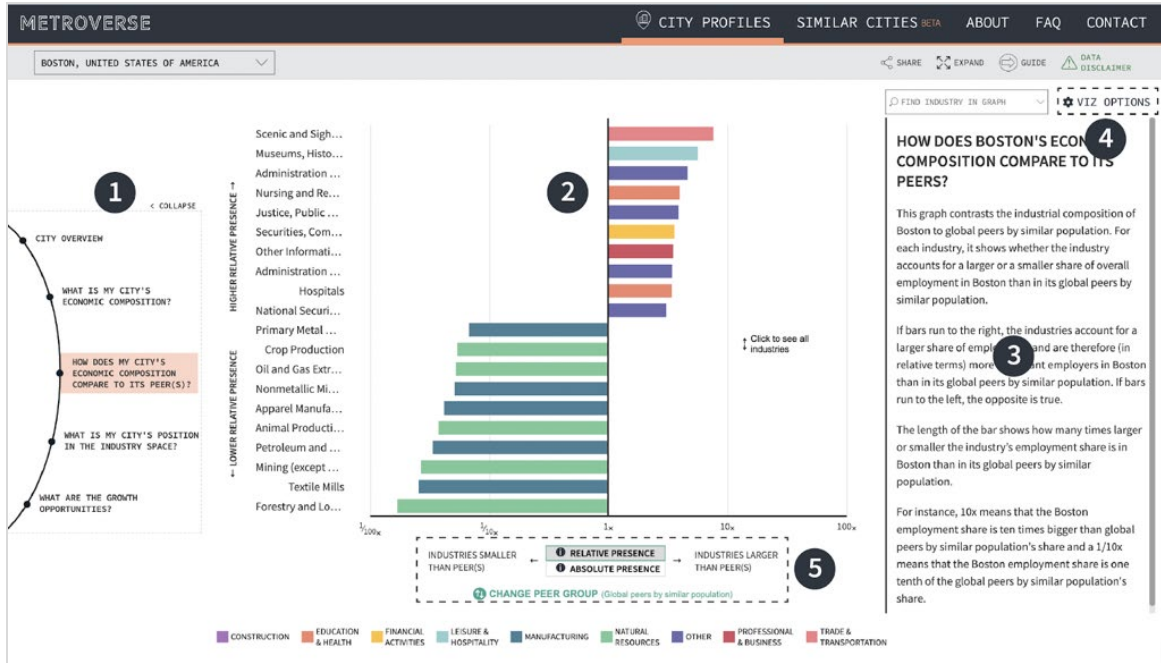 METROVERSE
CITY PROFILES
SIMILAR CITIES BETA
ABOUT
FAQ
CONTACT
BOSTON, UNITED STATES OF AMERICA
SHARE
EXPAND
GUIDE
DATA
DISCLAIMER
FIND INDUSTRY IN GRAPH
VIZ OPTIONS
4
1
< COLLAPSE
CITY OVERVIEW
WHAT IS MY CITY'S
ECONOMIC COMPOSITION?
HOW DOES MY CITY'S
ECONOMIC COMPOSITION
COMPARE TO ITS PEER(S)?
WHAT IS MY CITY'S POSITION
IN THE INDUSTRY SPACE?
WHAT ARE THE GROWTH
OPPORTUNITIES?
HIGHER RELATIVE PRESENCE →
← LOWER RELATIVE PRESENCE
Scenic and Sigh...
Museums, Histo...
Administration ...
Nursing and Re...
Justice, Public ...
Securities, Com...
Other Informati...
Administration ...
Hospitals
National Securi...
Primary Metal ...
Crop Production
Oil and Gas Extr...
Nonmetallic Mi...
Apparel Manufa...
Animal Producti...
Petroleum and ...
Mining (except ...
Textile Mills
Forestry and Lo...
2
Click to see all
industries
1/100x
1/10x
1x
10x
100x
INDUSTRIES SMALLER
THAN PEER(S)
←
RELATIVE PRESENCE
ABSOLUTE PRESENCE
→
INDUSTRIES LARGER
THAN PEER(S)
5
CHANGE PEER GROUP (Global peers by similar population)
CONSTRUCTION
EDUCATION
& HEALTH
FINANCIAL
ACTIVITIES
LEISURE &
HOSPITALITY
MANUFACTURING
NATURAL
RESOURCES
OTHER
PROFESSIONAL
& BUSINESS
TRADE &
TRANSPORTATION
HOW DOES BOSTON'S ECON
COMPOSITION COMPARE TO ITS
PEERS?
This graph contrasts the industrial composition of
Boston to global peers by similar population. For
each industry, it shows whether the industry
accounts for a larger or a smaller share of overall
employment in Boston than in its global peers by
similar population.
If bars run to the right, the industries account for a
larger share of empl and are therefore (in
relative terms) more ant employers in Boston
than in its global peers by similar population. If bars
run to the left, the opposite is true.
3
The length of the bar shows how many times larger
or smaller the industry's employment share is in
Boston than in its global peers by similar
population.
For instance, 10x means that the Boston
employment share is ten times bigger than global
peers by similar population's share and a 1/10x
means that the Boston employment share is one
tenth of the global peers by similar population's
share.